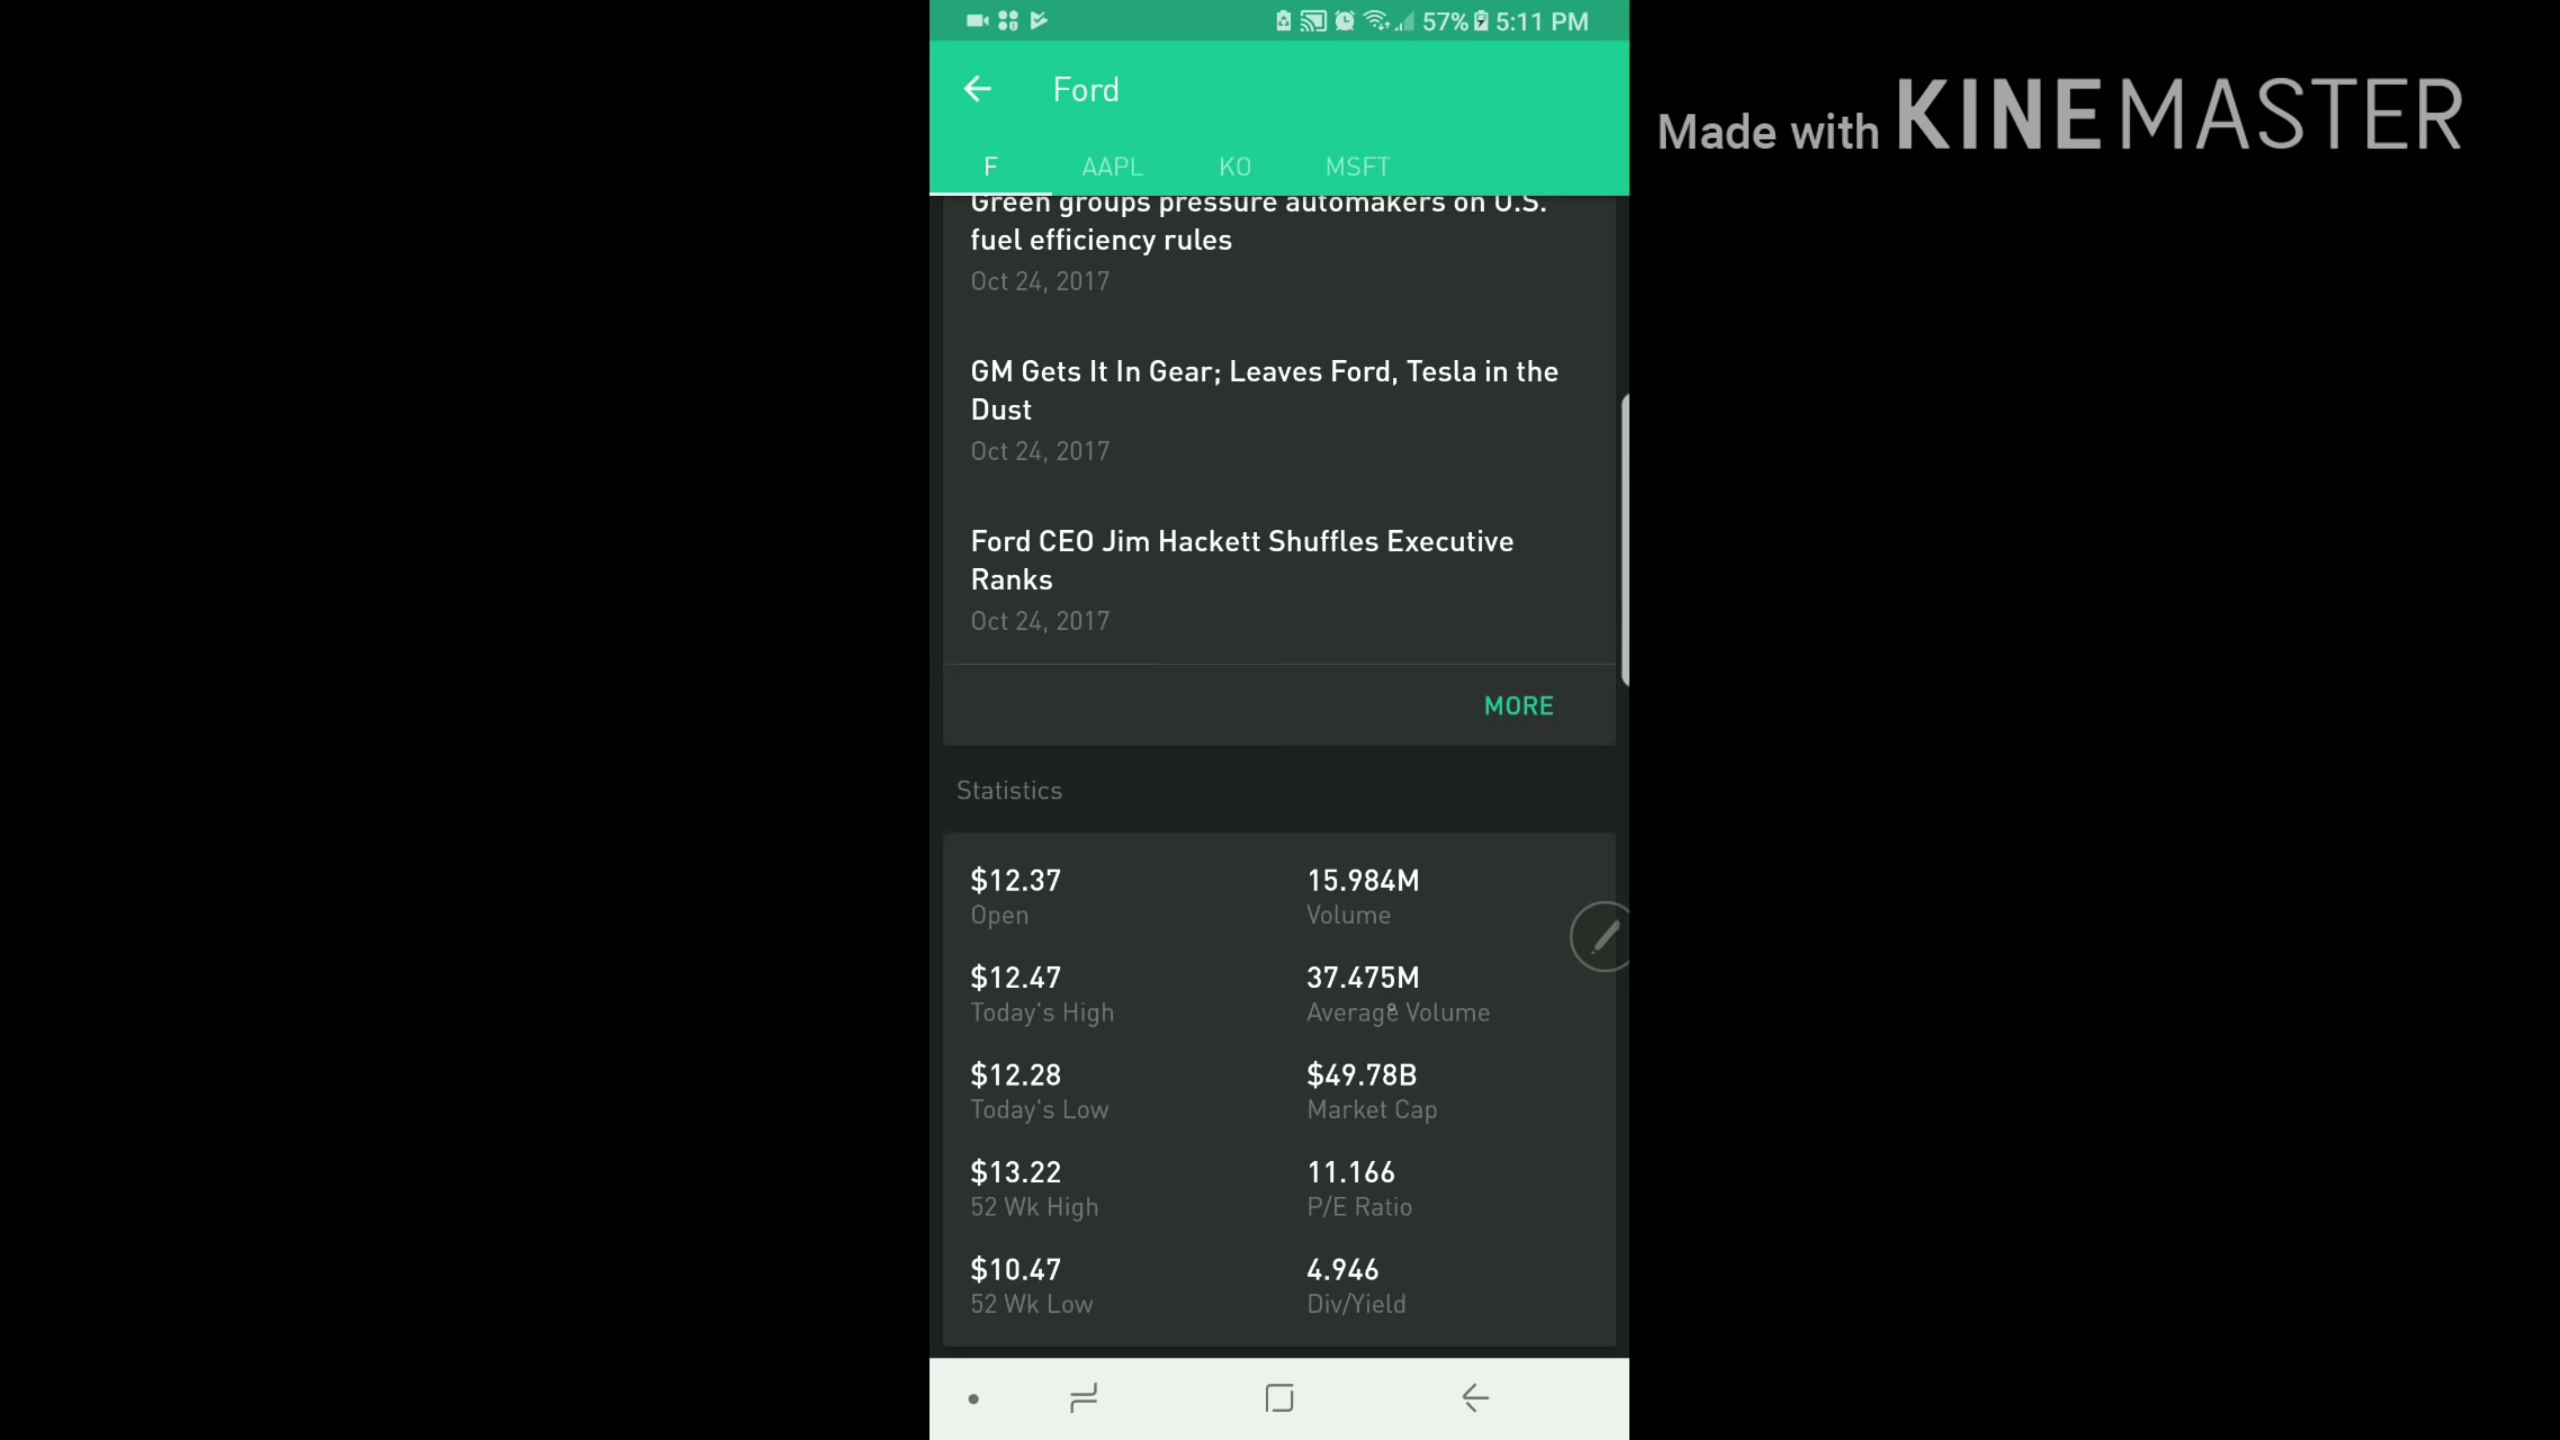 57% 5:11 PM
Made with KINEMASTER
Ford
F AAPL KO MSFT
Green groups pressure automakers on U.S.
fuel efficiency rules
Oct 24, 2017
GM Gets It In Gear; Leaves Ford, Tesla in the
Dust
Oct 24, 2017
Ford CEO Jim Hackett Shuffles Executive
Ranks
Oct 24, 2017
MORE
Statistics
$12.37 15.984M
Open Volume
$12.47 37.475M
Today's High Average Volume
$12.28 $49.78B
Today's Low Market Cap
$13.22 11.166
52 Wk High P/E Ratio
$10.47 4.946
52 Wk Low Div/Yield